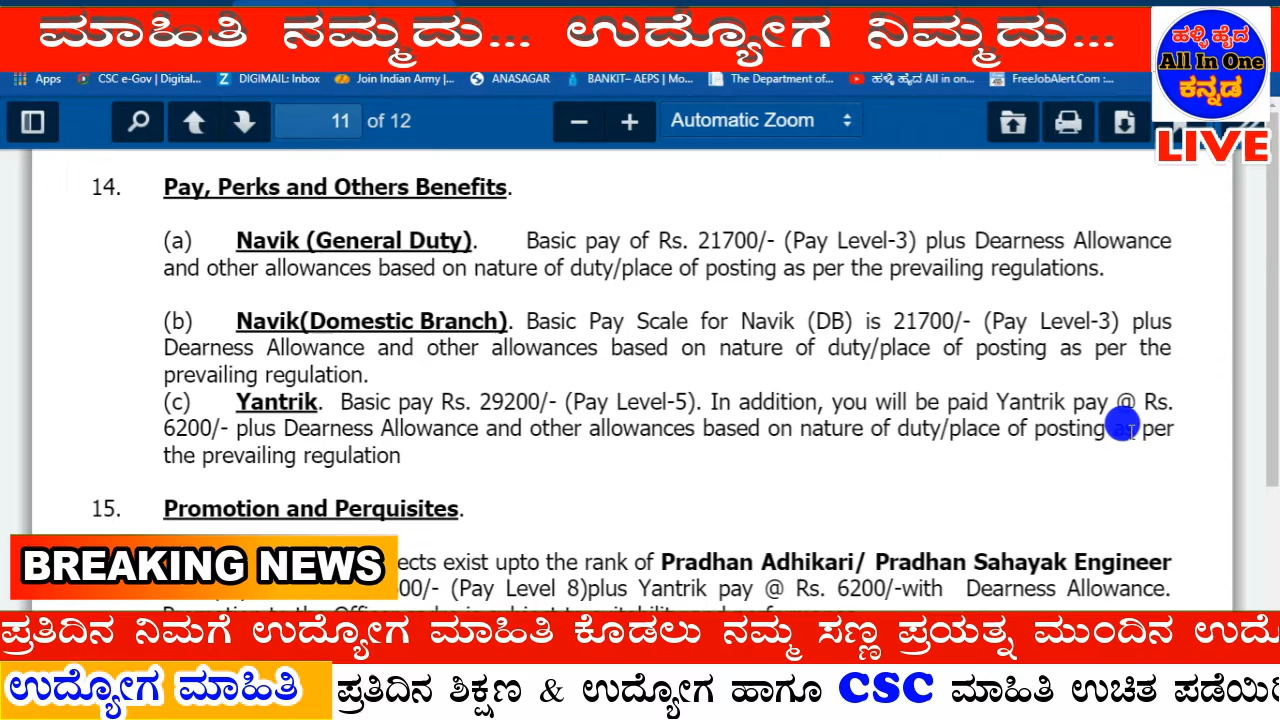 ಮಾಹಿತಿ ನಮ್ಮದು... ಉದ್ಯೋಗ ನಿಮ್ಮದು...
ಹಳ್ಳಿ ಹೈದ
All In One
ಕನ್ನಡ
LIVE
Apps CSC e-Gov | Digital... DIGIMAIL: Inbox Join Indian Army |... ANASAGAR BANKIT– AEPS | Mo... The Department of... ಹಳ್ಳಿ ಹೈದ All in on... FreeJobAlert.Com :...
11 of 12 Automatic Zoom
14. Pay, Perks and Others Benefits.
(a) Navik (General Duty). Basic pay of Rs. 21700/- (Pay Level-3) plus Dearness Allowance
and other allowances based on nature of duty/place of posting as per the prevailing regulations.
(b) Navik(Domestic Branch). Basic Pay Scale for Navik (DB) is 21700/- (Pay Level-3) plus
Dearness Allowance and other allowances based on nature of duty/place of posting as per the
prevailing regulation.
(c) Yantrik. Basic pay Rs. 29200/- (Pay Level-5). In addition, you will be paid Yantrik pay @ Rs.
6200/- plus Dearness Allowance and other allowances based on nature of duty/place of posting as per
the prevailing regulation
15. Promotion and Perquisites.
BREAKING NEWS
ects exist upto the rank of Pradhan Adhikari/ Pradhan Sahayak Engineer
00/- (Pay Level 8)plus Yantrik pay @ Rs. 6200/-with Dearness Allowance.
ಪ್ರತಿದಿನ ನಿಮಗೆ ಉದ್ಯೋಗ ಮಾಹಿತಿ ಕೊಡಲು ನಮ್ಮ ಸಣ್ಣ ಪ್ರಯತ್ನ ಮುಂದಿನ ಉದ್ಯೋ
ಉದ್ಯೋಗ ಮಾಹಿತಿ ಪ್ರತಿದಿನ ಶಿಕ್ಷಣ & ಉದ್ಯೋಗ ಹಾಗೂ CSC ಮಾಹಿತಿ ಉಚಿತ ಪಡೆಯಿರಿ